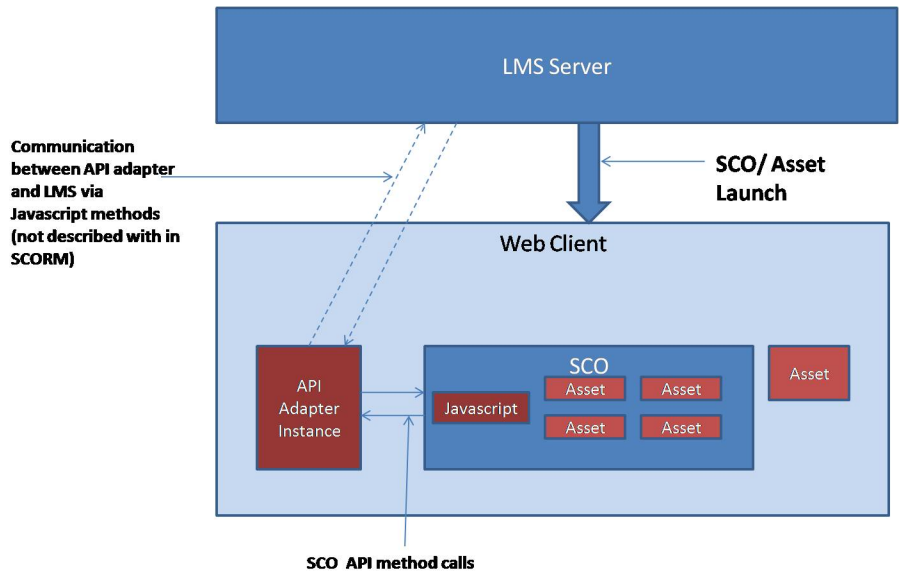 LMS Server
Communication
between API adapter
and LMS via
Javascript methods
(not described with in
SCORM)
SCO/ Asset
Launch
Web Client
API
Adapter
Instance
SCO
Javascript
Asset
Asset
Asset
Asset
Asset
SCO API method calls